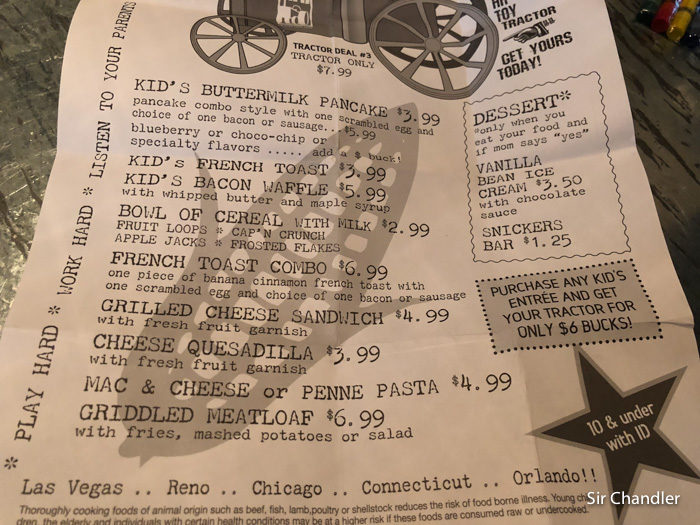 AH
TOY
TRACTOR
GET YOURS
TODAY!
TRACTOR DEAL #3
TRACTOR ONLY
$7.99
* PLAY HARD * WORK HARD * LISTEN TO YOUR PARENTS
KID'S BUTTERMILK PANCAKE $3.99
pancake combo style with one scrambled egg and
choice of one bacon or sausage...$5.99
blueberry or choco-chip or
specialty flavors ..... add a $ buck!
KID'S FRENCH TOAST $3.99
KID'S BACON WAFFLE $5.99
with whipped butter and maple syrup
BOWL OF CEREAL WITH MILK $2.99
FRUIT LOOPS * CAP'N CRUNCH
APPLE JACKS * FROSTED FLAKES
FRENCH TOAST COMBO $6.99
one piece of banana cinnamon french toast with
one scrambled egg and choice of one bacon or sausage
GRILLED CHEESE SANDWICH $4.99
with fresh fruit garnish
CHEESE QUESADILLA $3.99
with fresh fruit garnish
MAC & CHEESE or PENNE PASTA $4.99
GRIDDLED MEATLOAF $6.99
with fries, mashed potatoes or salad
DESSERT*
*only when you
eat your food and
if mom says "yes"
VANILLA
BEAN ICE
CREAM $3.50
with chocolate
sauce
SNICKERS
BAR $1.25
PURCHASE ANY KID'S
ENTRÉE AND GET
YOUR TRACTOR FOR
ONLY $6 BUCKS!
10 & under
with ID
Las Vegas .. Reno .. Chicago .. Connecticut .. Orlando!!
Thoroughly cooking foods of animal origin such as beef, fish, lamb, poultry or shellstock reduces the risk of food borne illness. Young
dren, the elderly and individuals with certain health conditions may be at a higher risk if these foods are consumed raw or undercooked.
Sir Chandler